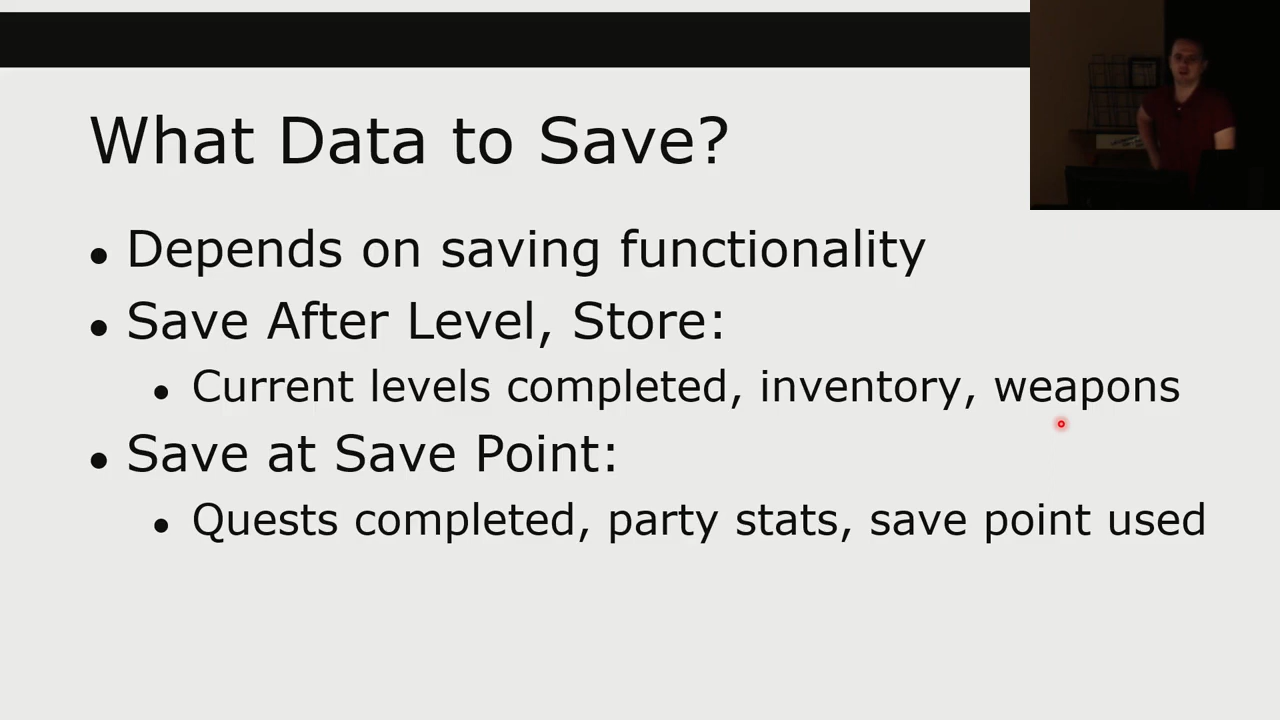 What Data to Save?
• Depends on saving functionality
• Save After Level, Store:
• Current levels completed, inventory, weapons
• Save at Save Point:
• Quests completed, party stats, save point used